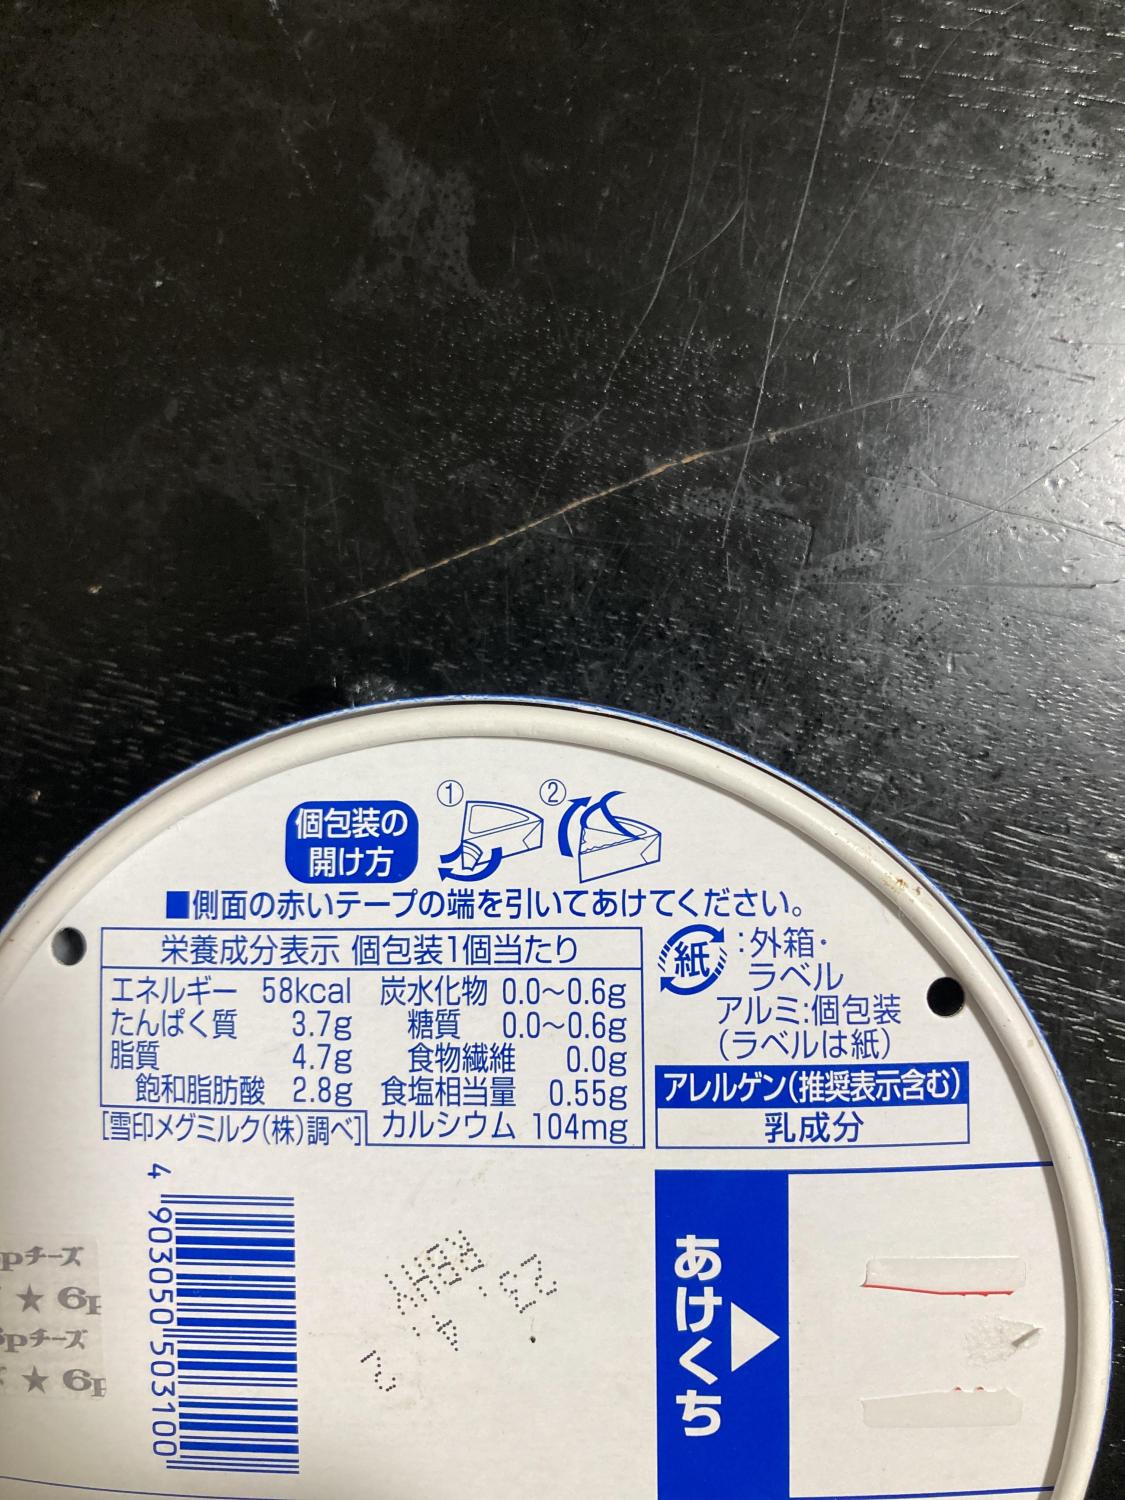 ① ②
個包装の
開け方
■側面の赤いテープの端を引いてあけてください。
栄養成分表示 個包装1個当たり
エネルギー 58kcal
たんぱく質 3.7g
脂質 4.7g
飽和脂肪酸 2.8g
炭水化物 0.0〜0.6g
糖質 0.0〜0.6g
食物繊維 0.0g
食塩相当量 0.55g
カルシウム 104mg
[雪印メグミルク(株)調べ]
紙:外箱・
ラベル
アルミ:個包装
(ラベルは紙)
アレルゲン(推奨表示含む)
乳成分
あけくち
4 903050 503100
pチーズ
★ 6P
6pチーズ
★ 6P